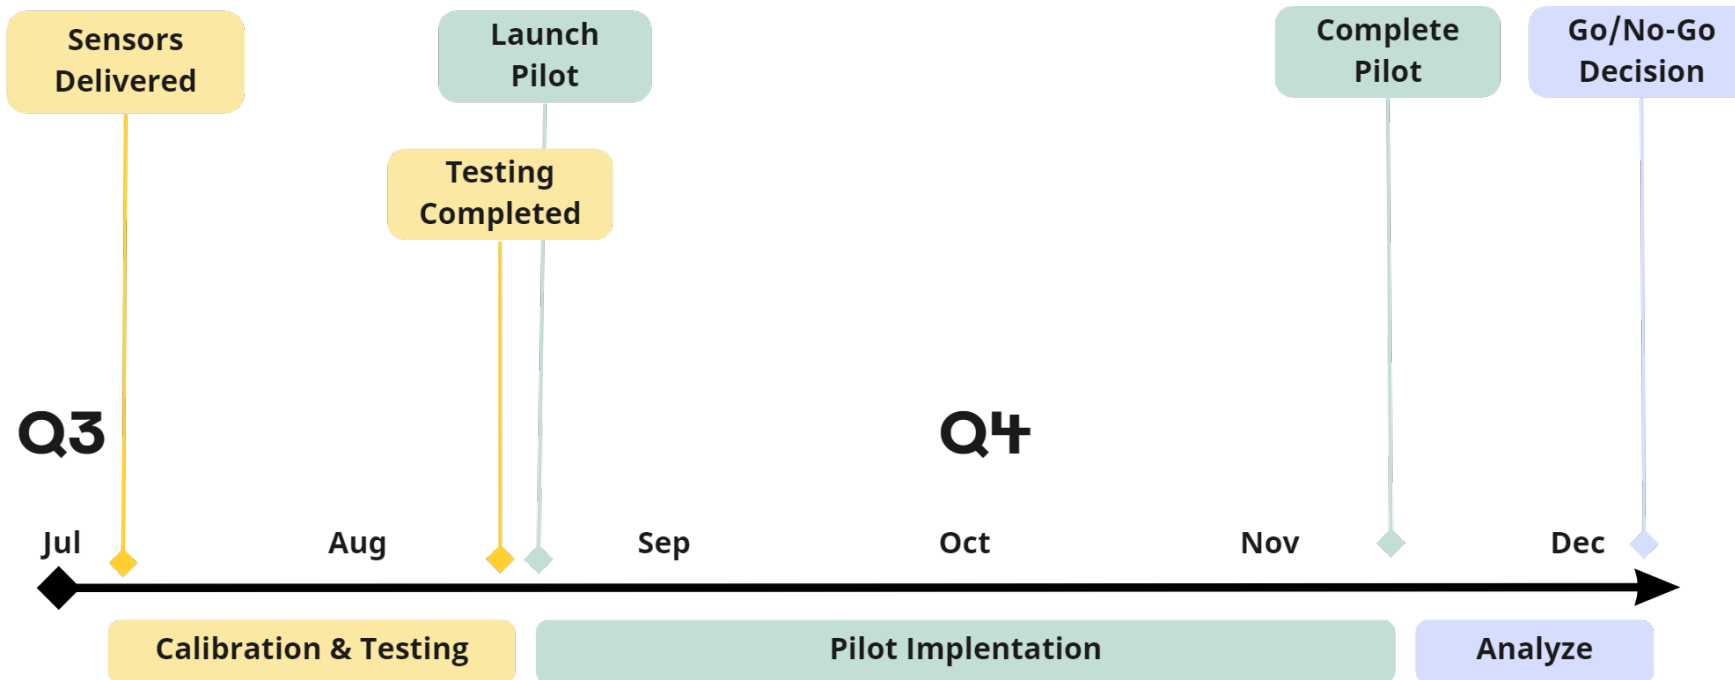 Sensors
Delivered
Launch
Pilot
Complete
Pilot
Go/No-Go
Decision
Testing
Completed
Q3
Q4
Jul
Aug
Sep
Oct
Nov
Dec
Calibration & Testing
Pilot Implentation
Analyze